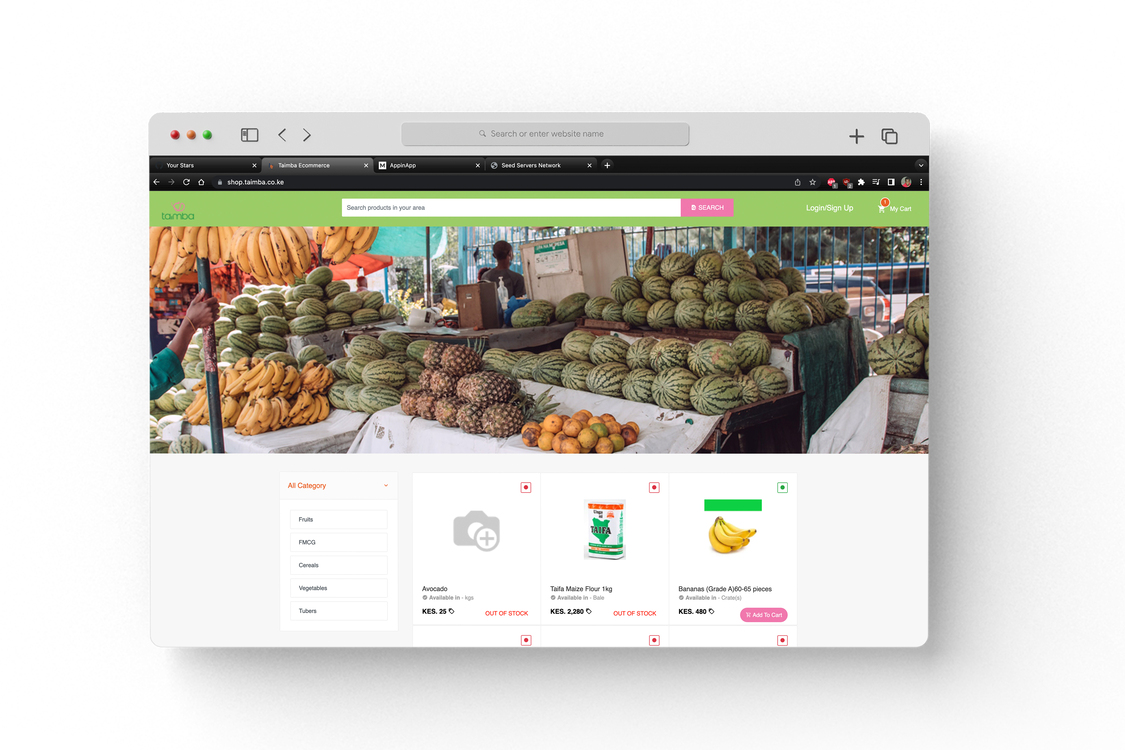 Search or enter website name
Your Stars
Taimba Ecommerce
AppinApp
Seed Servers Network
shop.taimba.co.ke
taimba
Search products in your area
SEARCH
Login/Sign Up
1
My Cart
All Category
Fruits
FMCG
Cereals
Vegetables
Tubers
Avocado
Available in - kgs
KES. 25
OUT OF STOCK
Unga wa
TAIFA
Taifa Maize Flour 1kg
Available in - Bale
KES. 2,280
OUT OF STOCK
Bananas (Grade A)60-65 pieces
Available in - Crate(s)
KES. 480
Add To Cart